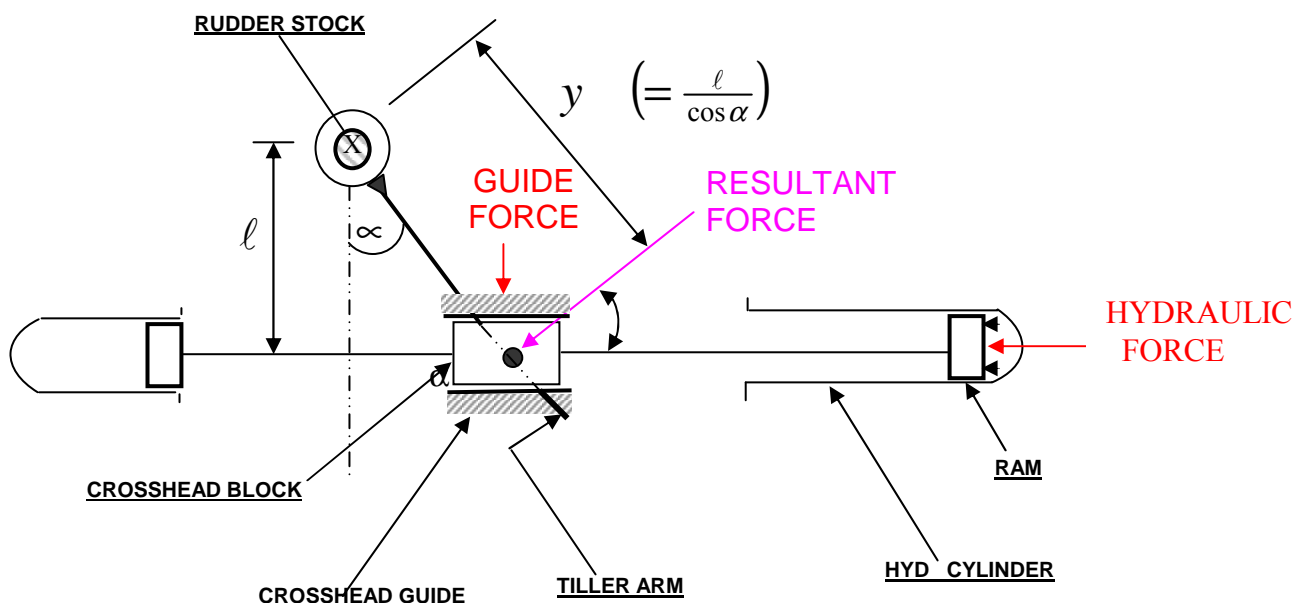 RUDDER STOCK
y (= ℓ / cos α)
X
GUIDE
FORCE
RESULTANT
FORCE
ℓ
∝
HYDRAULIC
FORCE
α
RAM
CROSSHEAD BLOCK
HYD CYLINDER
TILLER ARM
CROSSHEAD GUIDE